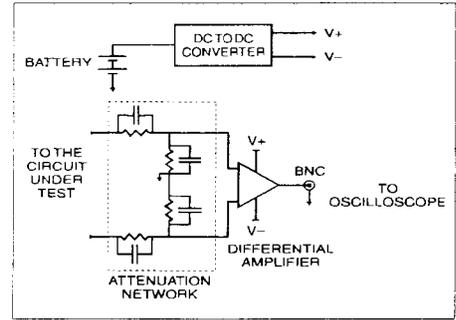 DC TO DC
CONVERTER
V+
V−
BATTERY
TO THE
CIRCUIT
UNDER
TEST
V+
BNC
TO
OSCILLOSCOPE
V−
DIFFERENTIAL
AMPLIFIER
ATTENUATION
NETWORK